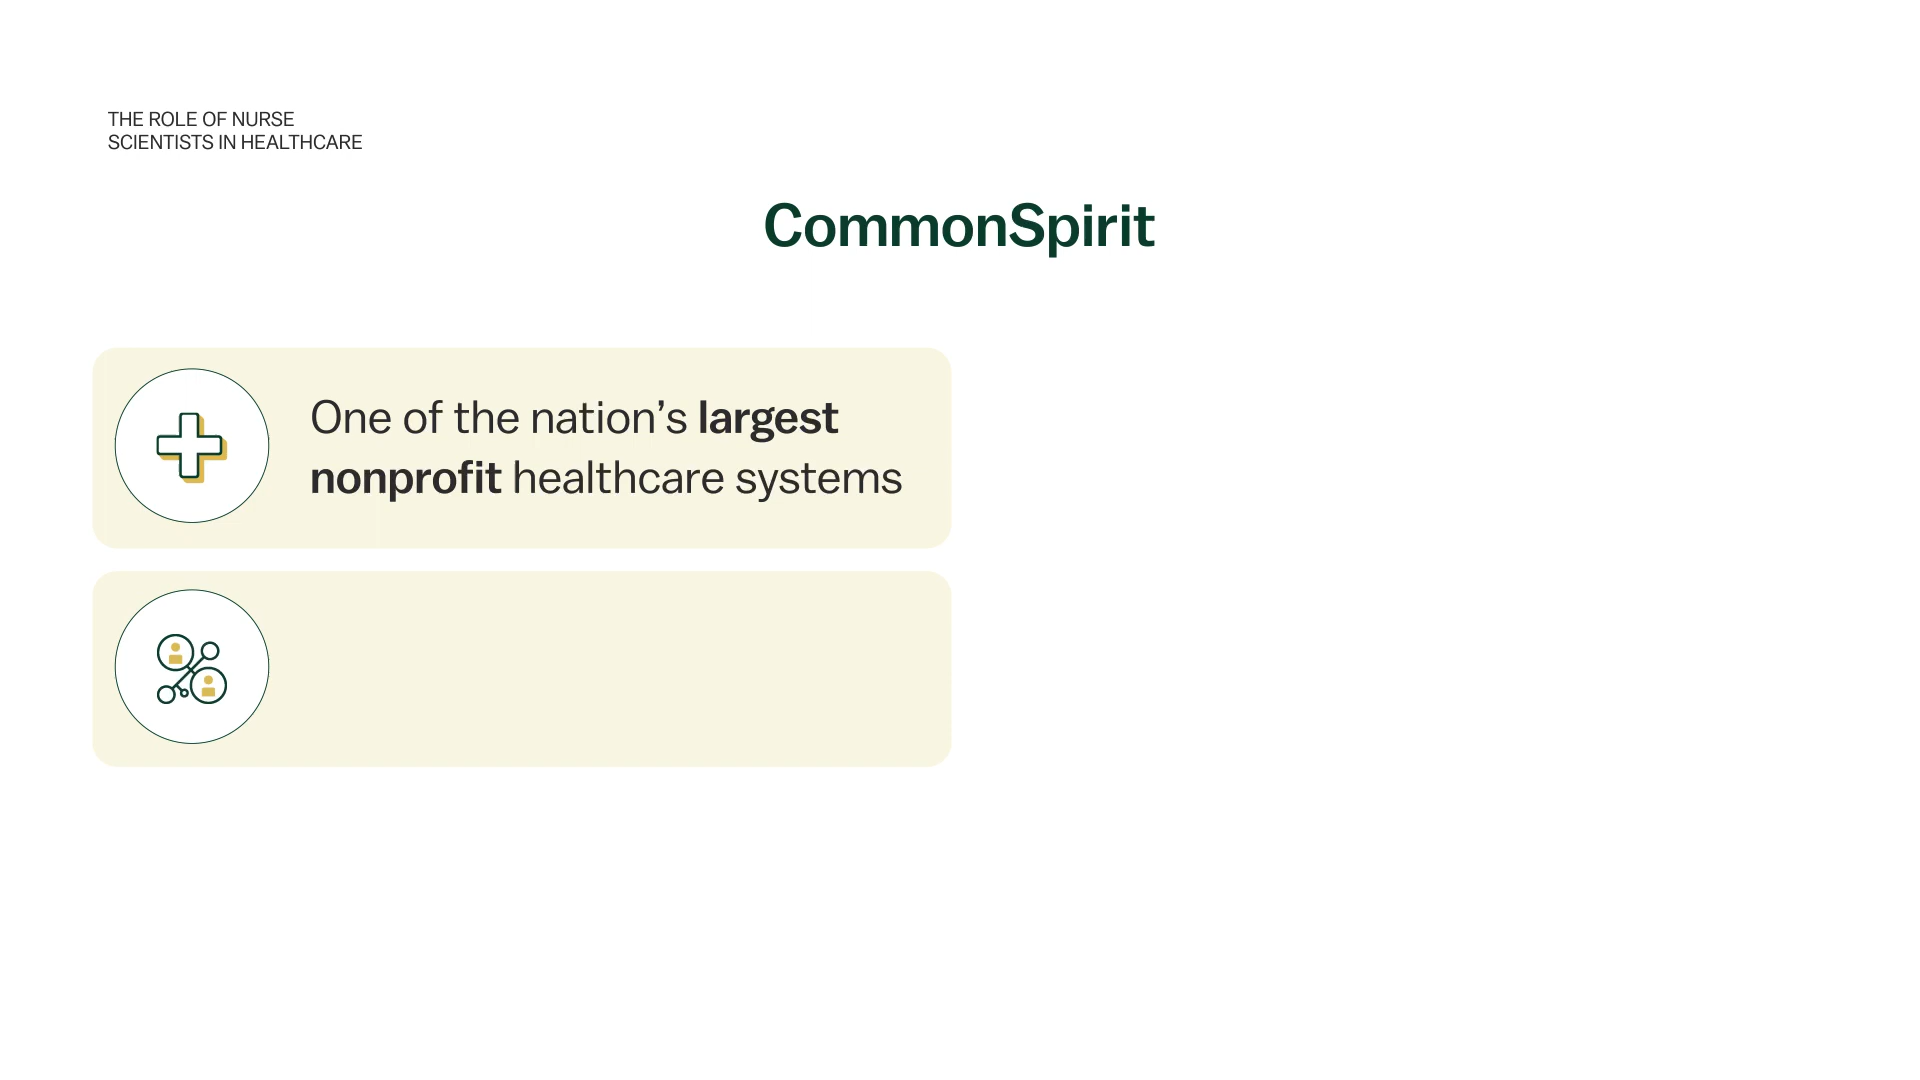 THE ROLE OF NURSE
SCIENTISTS IN HEALTHCARE
CommonSpirit
One of the nation’s largest
nonprofit healthcare systems